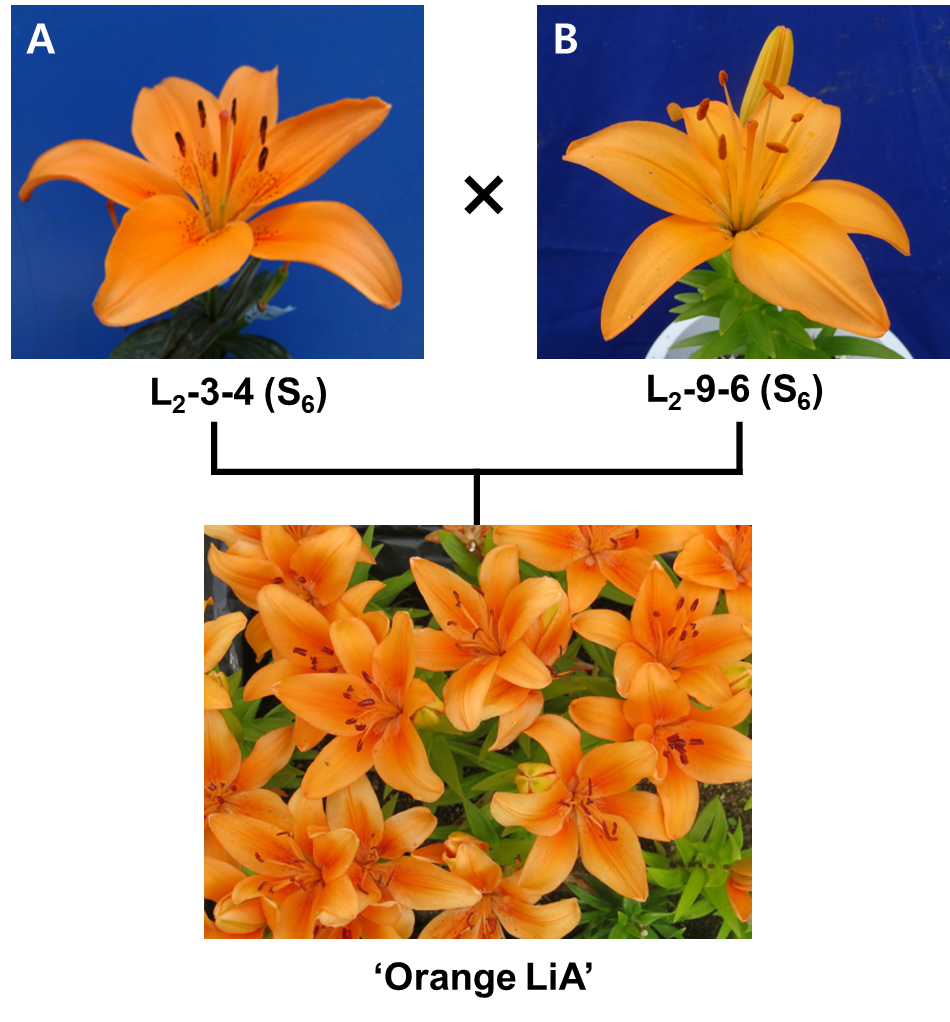 A
B
×
L₂-3-4 (S₆)
L₂-9-6 (S₆)
‘Orange LiA’